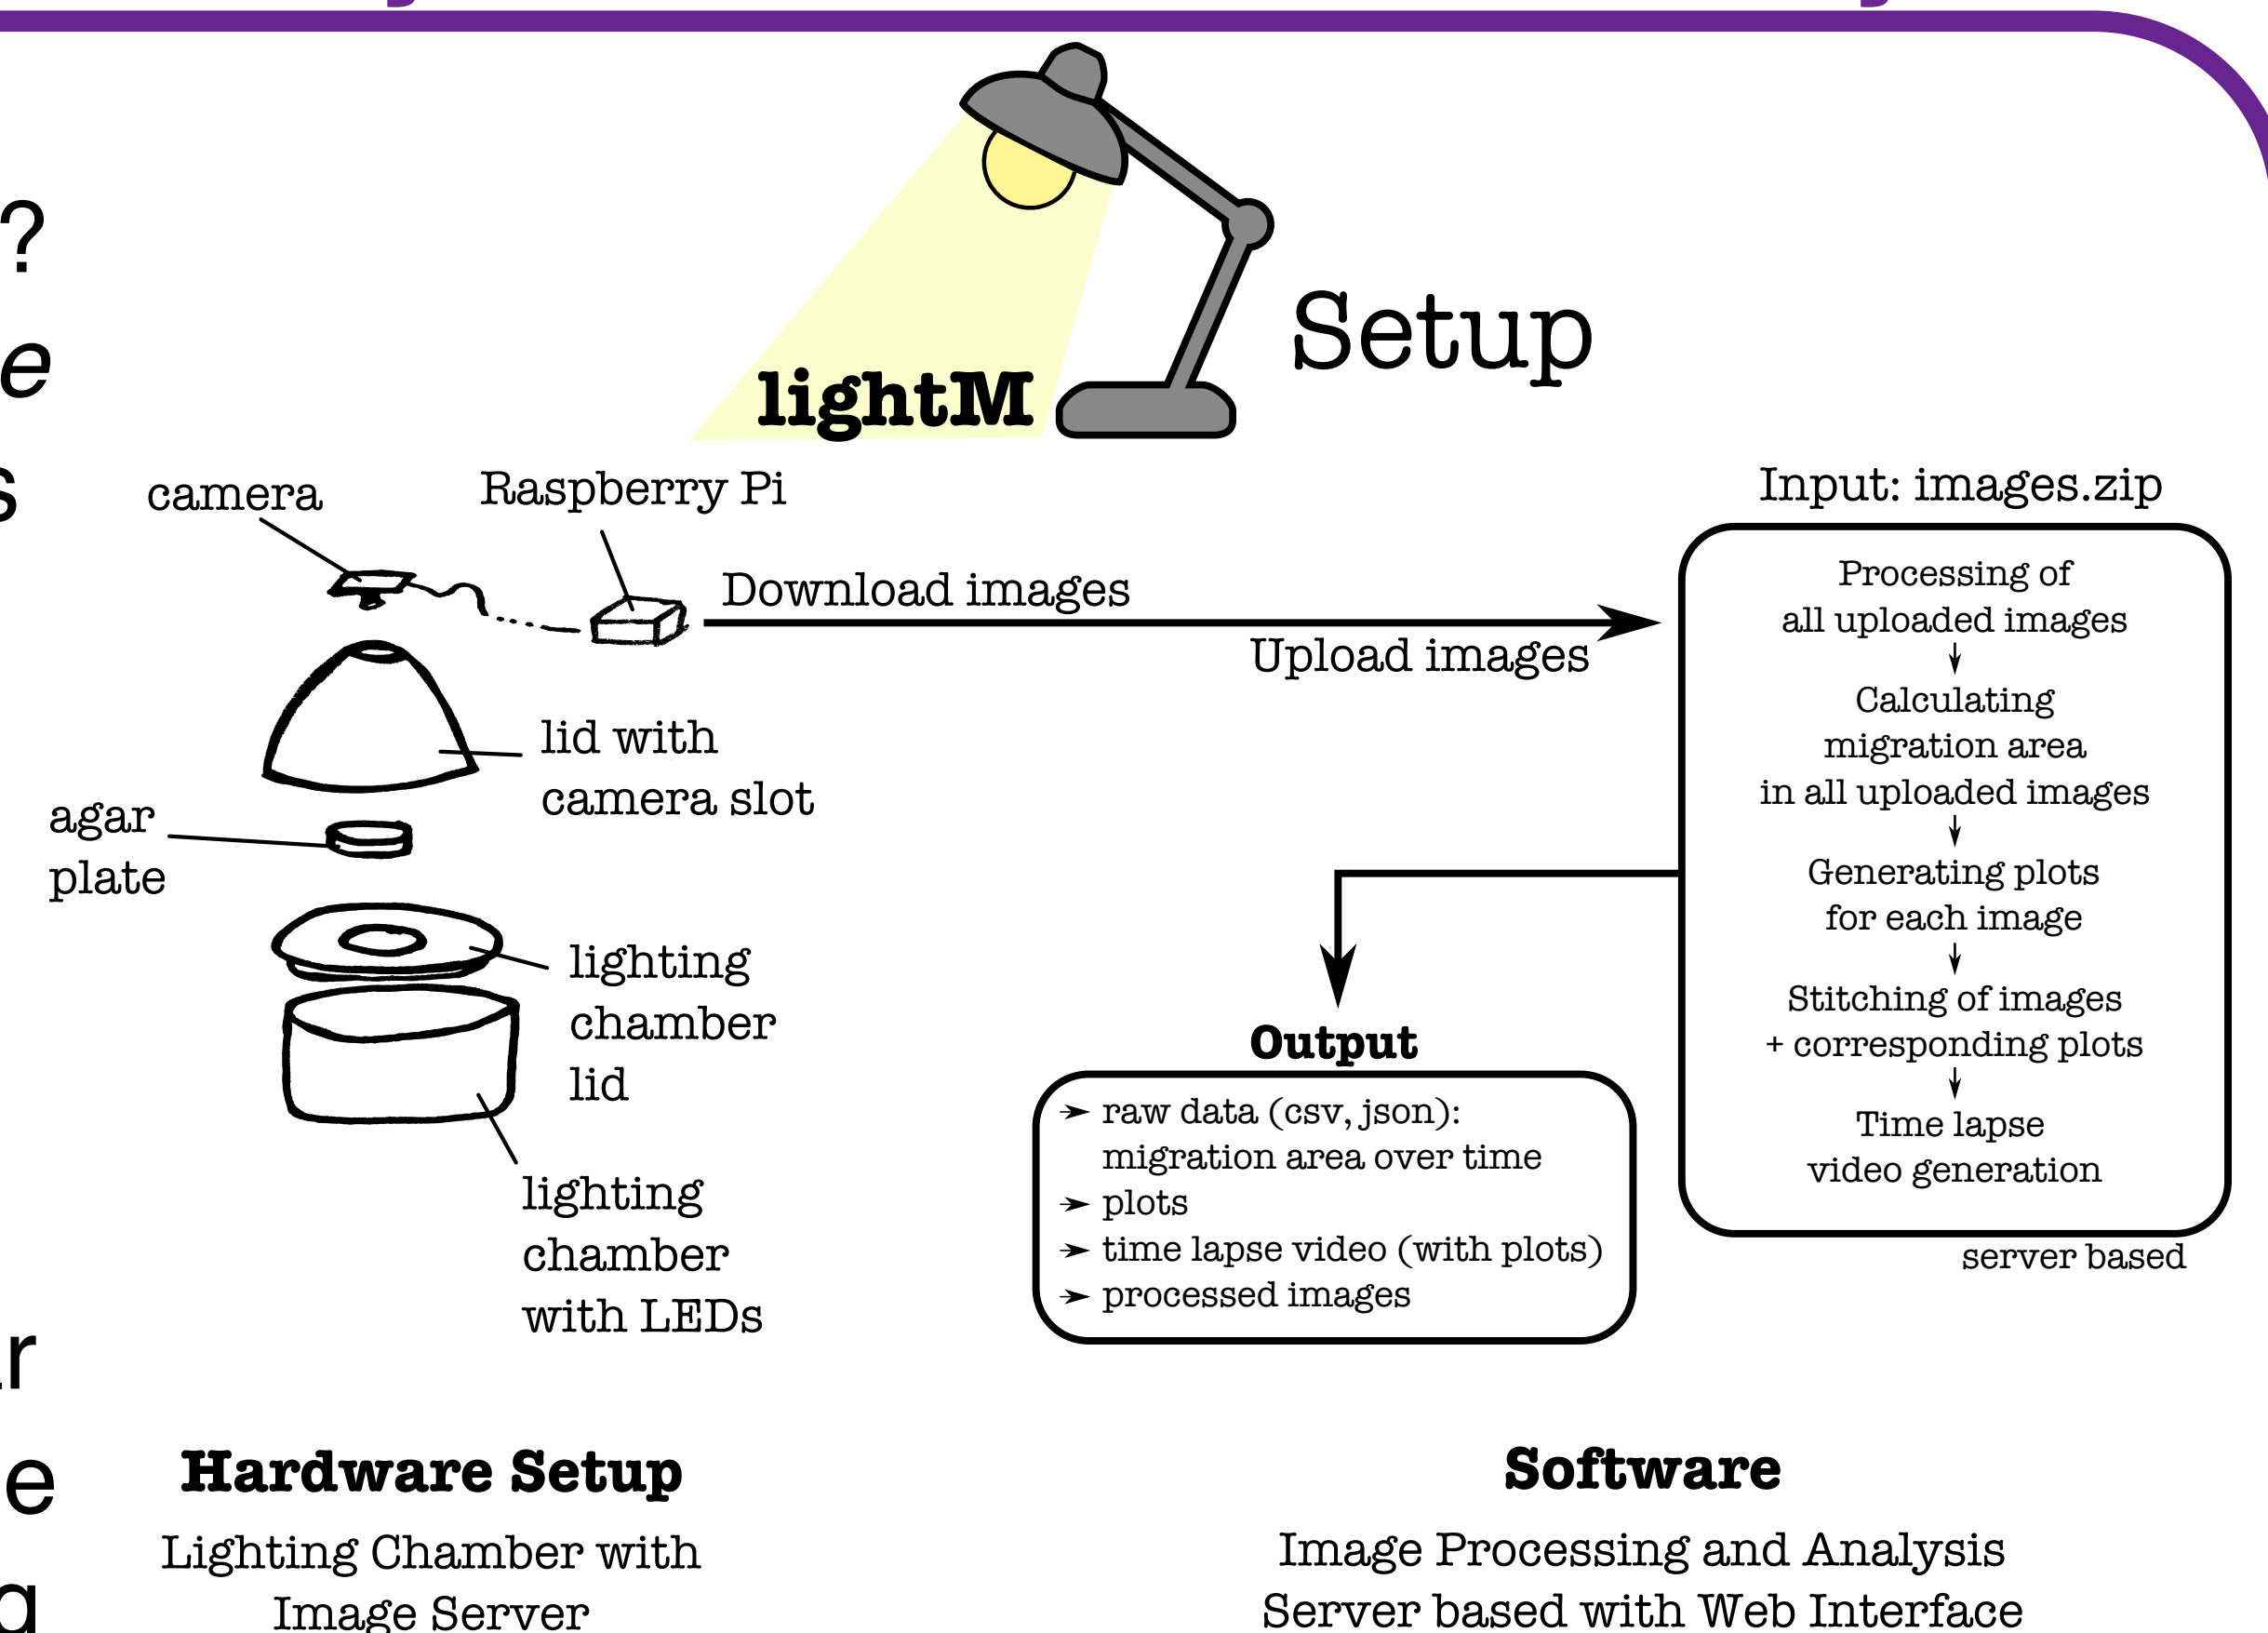 ?
e
s
r
e
lightM
Setup
camera
Raspberry Pi
Download images
Upload images
lid with
camera slot
agar
plate
lighting
chamber
lid
lighting
chamber
with LEDs
Input: images.zip
Processing of
all uploaded images
Calculating
migration area
in all uploaded images
Generating plots
for each image
Stitching of images
+ corresponding plots
Time lapse
video generation
server based
Output
raw data (csv, json):
migration area over time
plots
time lapse video (with plots)
processed images
Hardware Setup
Lighting Chamber with
Image Server
Software
Image Processing and Analysis
Server based with Web Interface